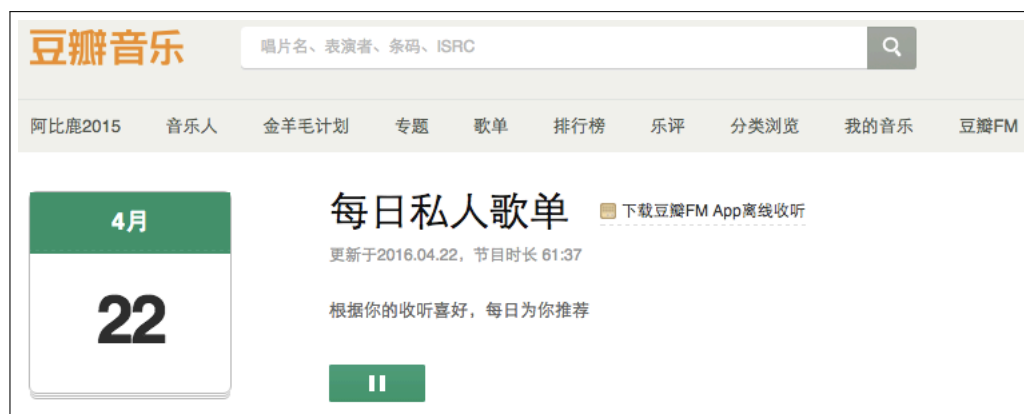 豆瓣音乐
唱片名、表演者、条码、ISRC
阿比鹿2015 音乐人 金羊毛计划 专题 歌单 排行榜 乐评 分类浏览 我的音乐 豆瓣FM
4月
22
每日私人歌单 下载豆瓣FM App离线收听
更新于2016.04.22，节目时长 61:37
根据你的收听喜好，每日为你推荐